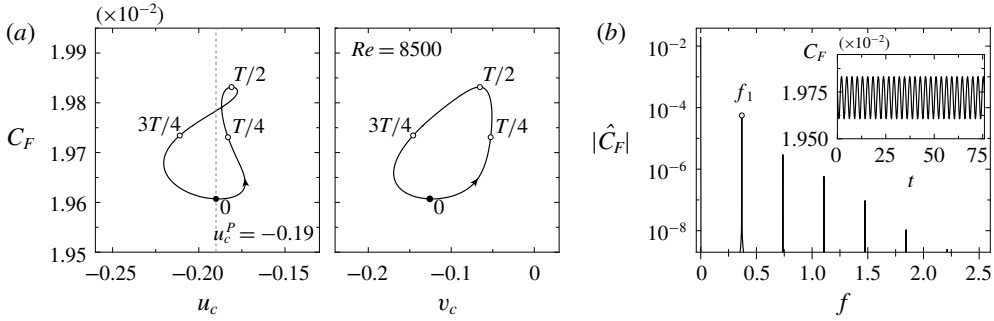 (a)
(×10⁻²)
1.99
1.98
1.97
1.96
1.95
C_F
T/2
3T/4
T/4
0
u_c^P = −0.19
−0.25
−0.20
−0.15
u_c
Re = 8500
T/2
3T/4
T/4
0
−0.2
−0.1
0
v_c
(b)
10⁻²
10⁻⁴
10⁻⁶
10⁻⁸
|Ĉ_F|
f₁
C_F
(×10⁻²)
1.975
1.950
0
25
50
75
t
0
0.5
1.0
1.5
2.0
2.5
f